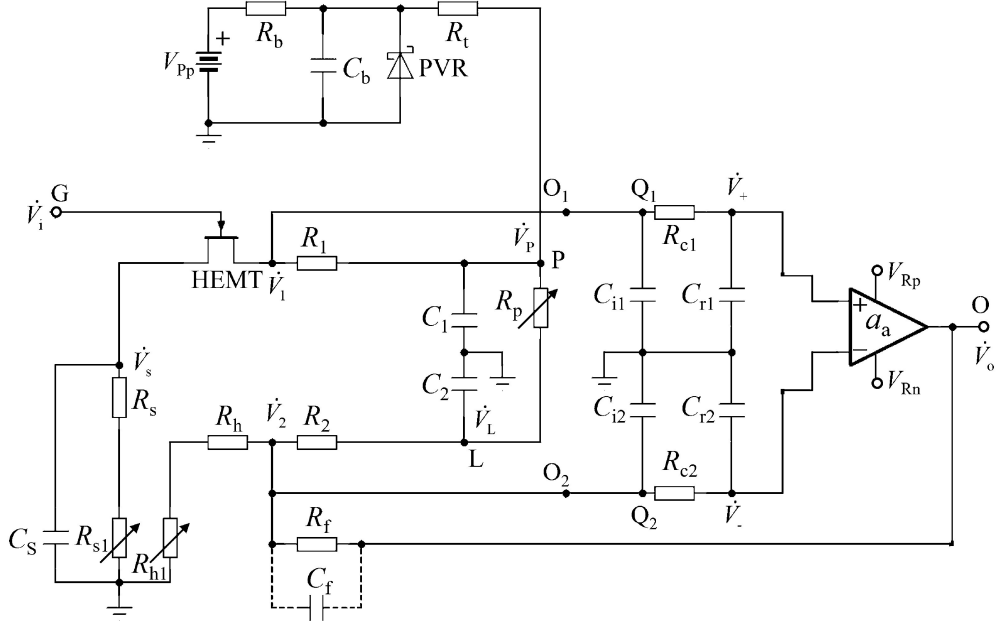 +
R_b
R_t
V_Pp
C_b
PVR
G
V̇_i
O_1
Q_1
V̇_+
R_c1
HEMT
V̇_1
R_1
V̇_P
P
R_p
C_i1
C_r1
V_Rp
C_1
+
a_a
−
O
V̇_o
V̇_s
C_2
V_Rn
R_s
R_h
V̇_2
R_2
V̇_L
L
C_i2
C_r2
O_2
R_c2
Q_2
V̇_-
C_S
R_s1
R_h1
R_f
C_f